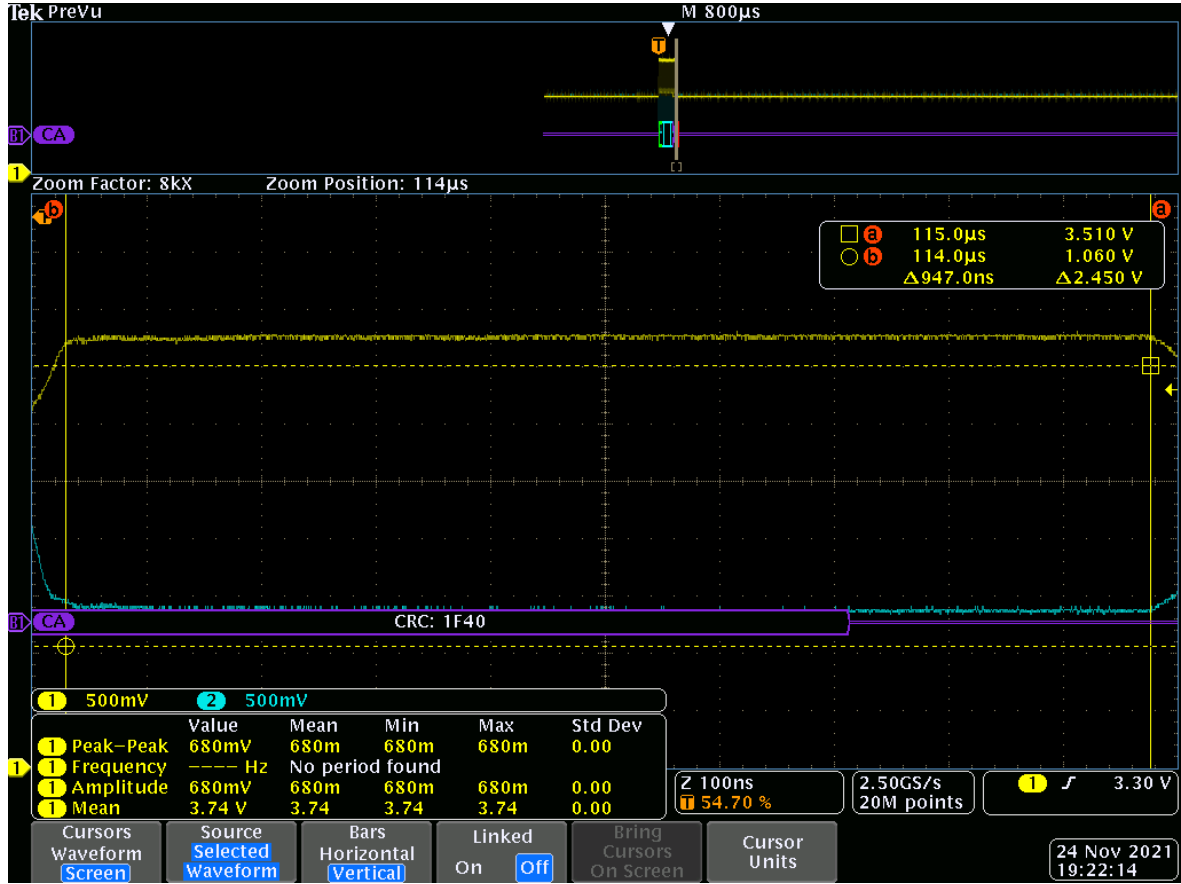 Tek PreVu M 800µs
T
B1 CA
1
Zoom Factor: 8kX Zoom Position: 114µs
T b a
a 115.0µs 3.510 V
b 114.0µs 1.060 V
Δ947.0ns Δ2.450 V
B1 CA CRC: 1F40
1 500mV 2 500mV
Value Mean Min Max Std Dev
1 Peak-Peak 680mV 680m 680m 680m 0.00
1 1 Frequency ---- Hz No period found
1 Amplitude 680mV 680m 680m 680m 0.00
1 Mean 3.74 V 3.74 3.74 3.74 0.00
Z 100ns
T 54.70 %
2.50GS/s
20M points
1 3.30 V
Cursors
Waveform
Screen
Source
Selected
Waveform
Bars
Horizontal
Vertical
Linked
On Off
Bring
Cursors
On Screen
Cursor
Units
24 Nov 2021
19:22:14